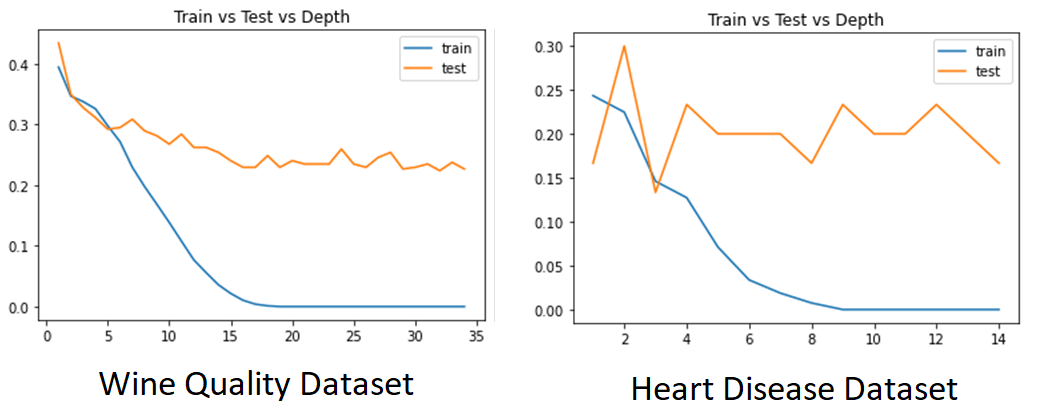 Train vs Test vs Depth
train
test
0.4
0.3
0.2
0.1
0.0
0 5 10 15 20 25 30 35
Wine Quality Dataset
Train vs Test vs Depth
train
test
0.30
0.25
0.20
0.15
0.10
0.05
0.00
2 4 6 8 10 12 14
Heart Disease Dataset